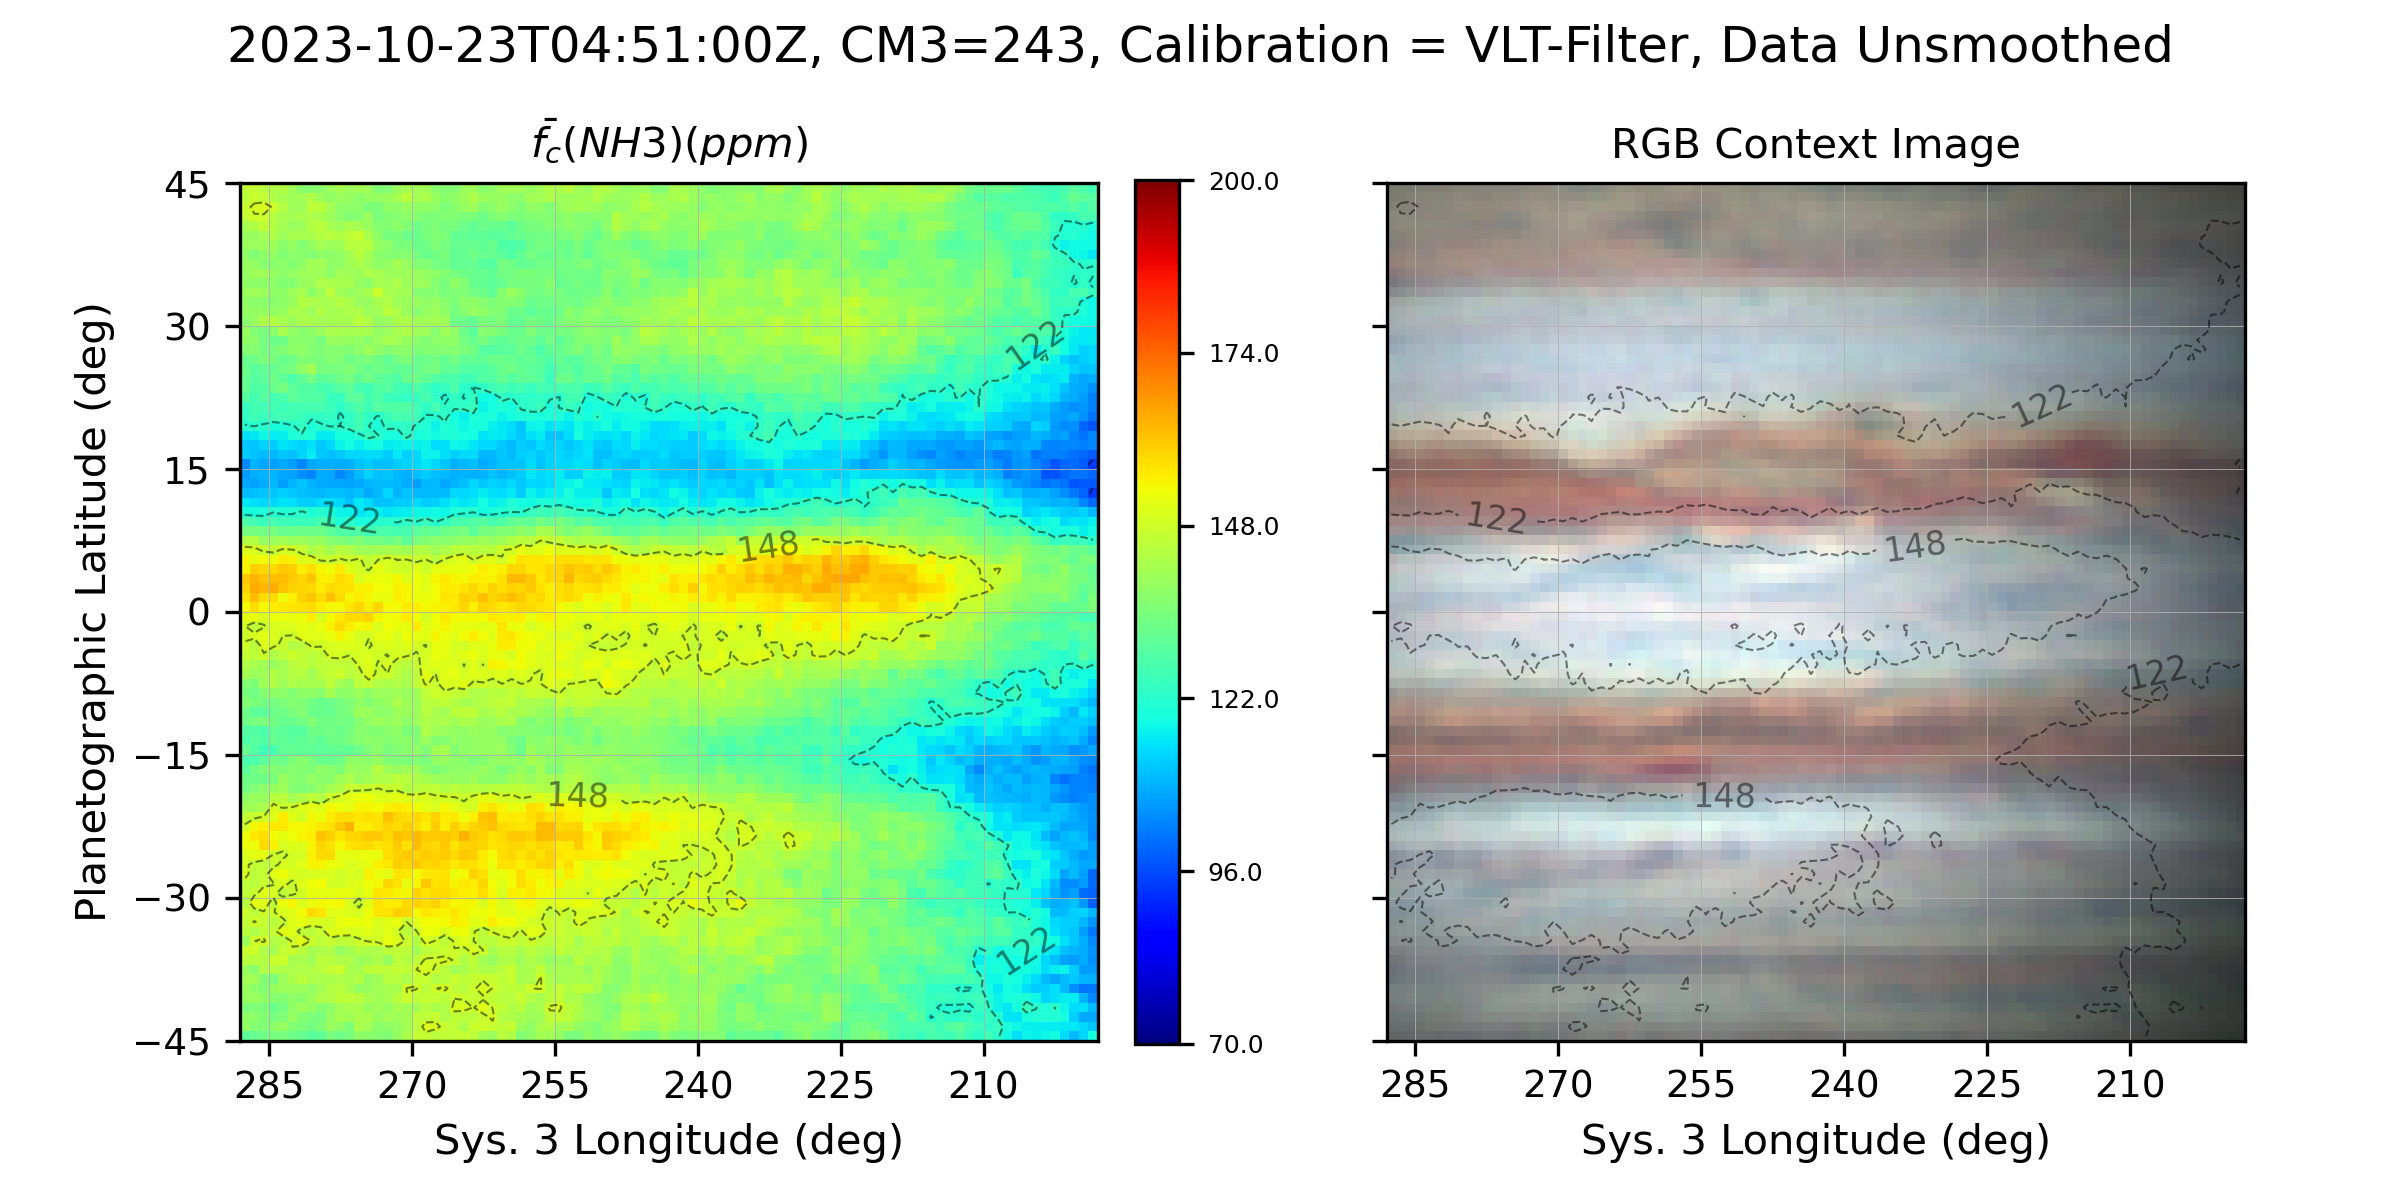 2023-10-23T04:51:00Z, CM3=243, Calibration = VLT-Filter, Data Unsmoothed
f̄_c(NH3)(ppm)
RGB Context Image
Planetographic Latitude (deg)
45
30
15
0
−15
−30
−45
122
122
148
148
122
285 270 255 240 225 210
Sys. 3 Longitude (deg)
200.0
174.0
148.0
122.0
96.0
70.0
122
122
148
122
148
285 270 255 240 225 210
Sys. 3 Longitude (deg)